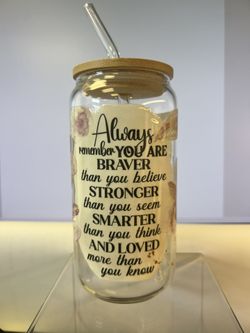 Always
remember YOU ARE
BRAVER
than you believe
STRONGER
than you seem
SMARTER
than you think
AND LOVED
more than
you know